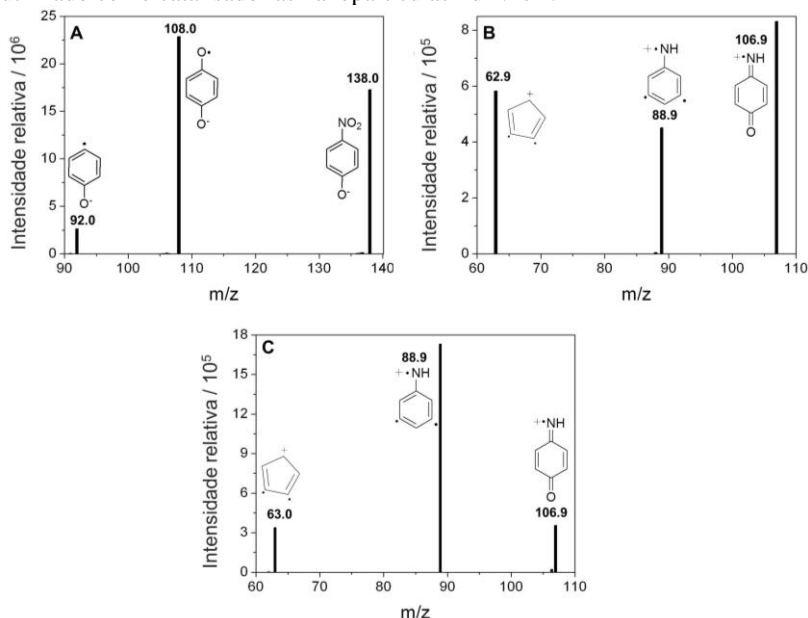 A
138.0
108.0
92.0
NO₂
O•
O⁻
O⁻
O⁻
Intensidade relativa / 10⁶
25
20
15
10
5
0
90 100 110 120 130 140
m/z
B
106.9
88.9
62.9
+•NH
+•NH
O
+
Intensidade relativa / 10⁵
8
6
4
2
0
60 70 80 90 100 110
m/z
C
88.9
106.9
63.0
+•NH
+•NH
O
+
Intensidade relativa / 10⁵
18
15
12
9
6
3
0
60 70 80 90 100 110
m/z